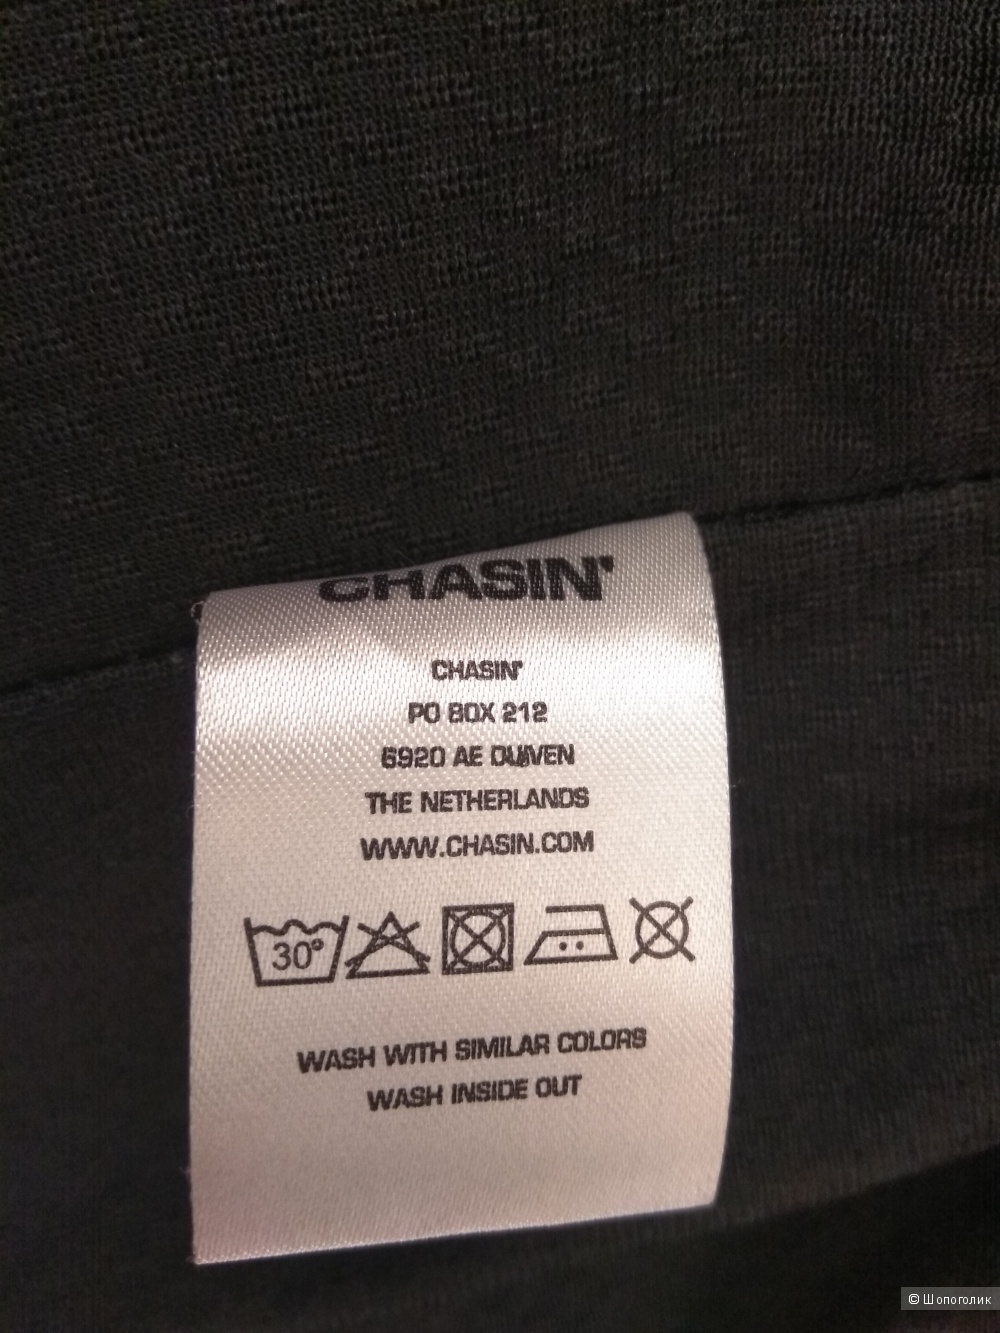 CHASIN'
CHASIN'
PO BOX 212
6920 AE DUIVEN
THE NETHERLANDS
WWW.CHASIN.COM
30°
WASH WITH SIMILAR COLORS
WASH INSIDE OUT
© Шопоголик